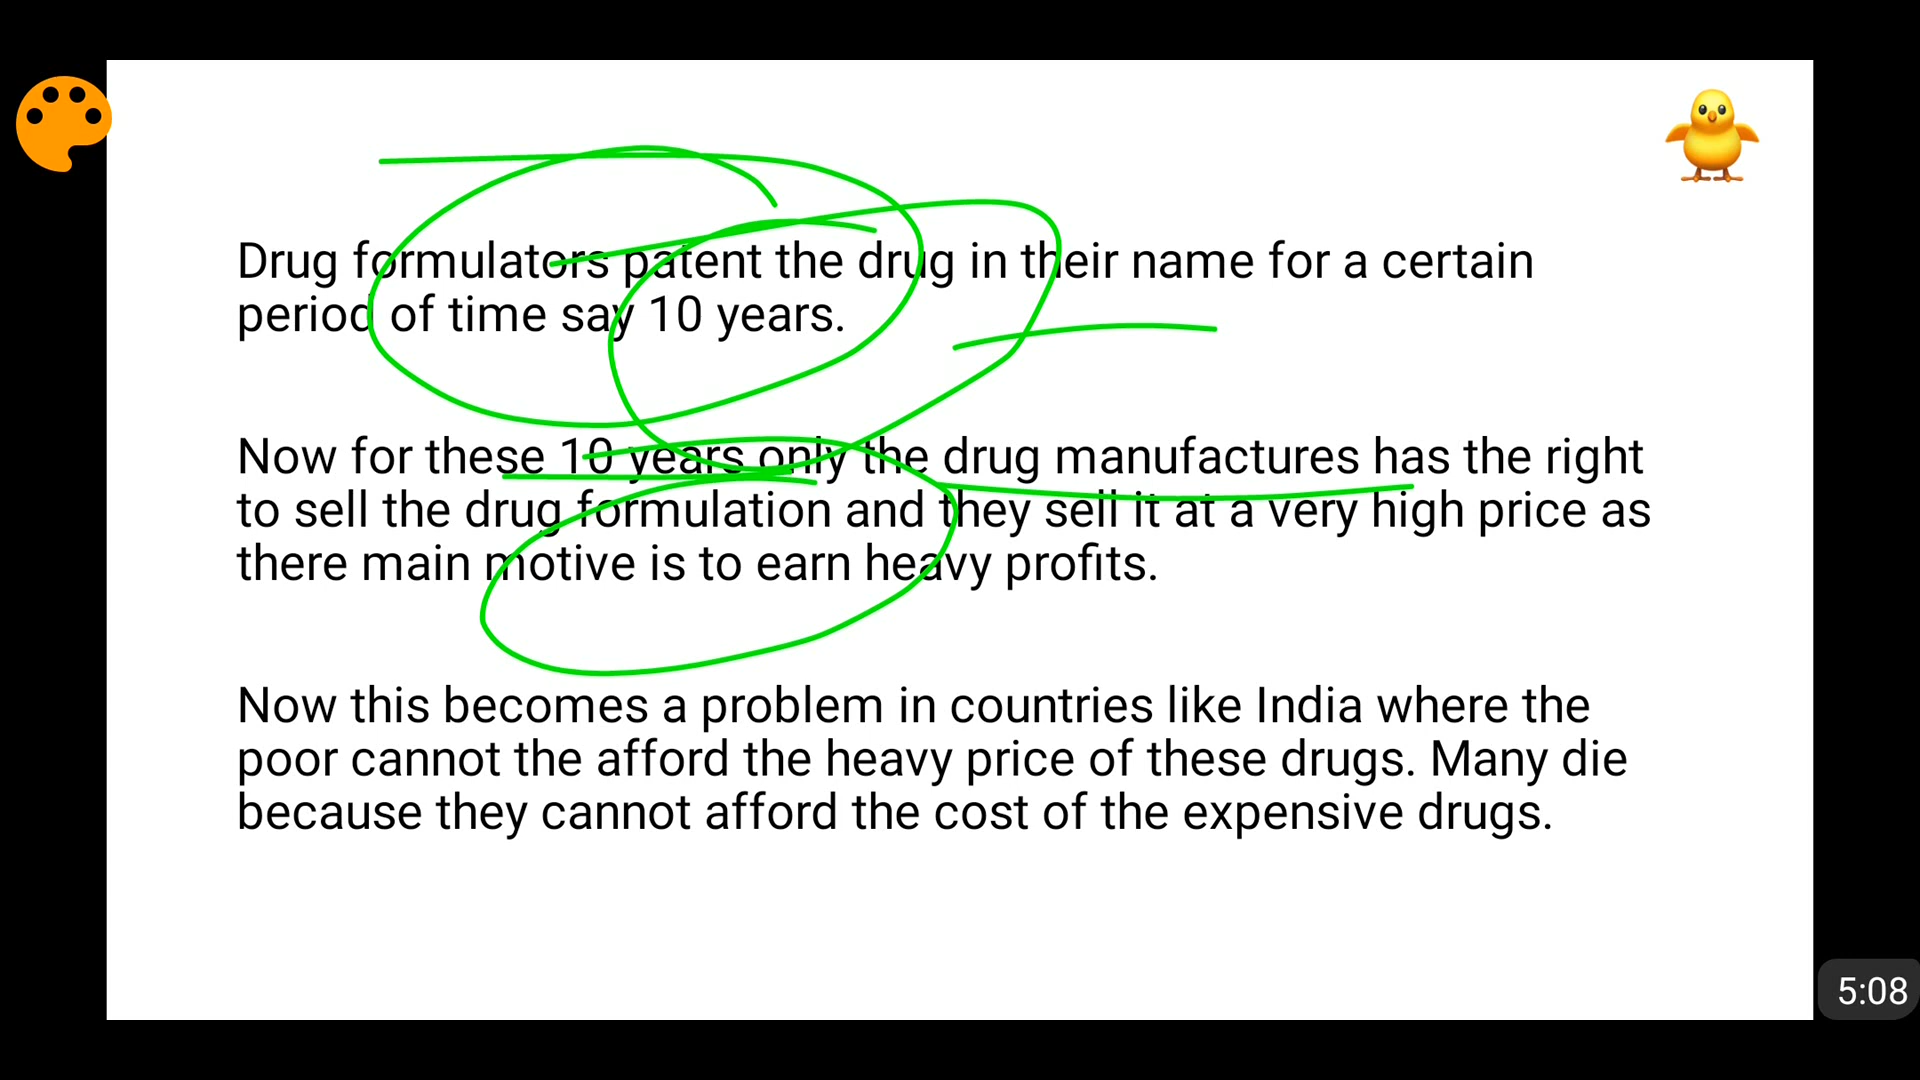 Drug formulators patent the drug in their name for a certain
period of time say 10 years.
Now for these 10 years only the drug manufactures has the right
to sell the drug formulation and they sell it at a very high price as
there main motive is to earn heavy profits.
Now this becomes a problem in countries like India where the
poor cannot the afford the heavy price of these drugs. Many die
because they cannot afford the cost of the expensive drugs.
5:08